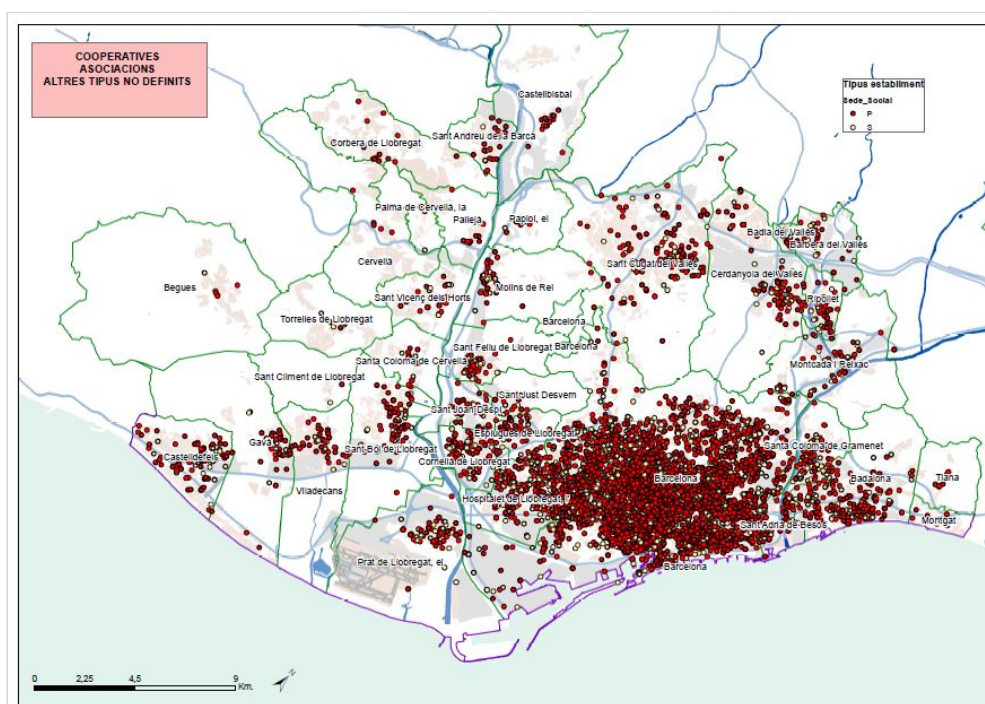 COOPERATIVES
ASOCIACIONS
ALTRES TIPUS NO DEFINITS
Tipus establiment
Sede_Social
P
S
Castellbisbal
Sant Andreu de la Barca
Corbera de Llobregat
Palma de Cervelló, la
Pallejà
Papiol, el
Badia del Vallès
Barberà del Vallès
Sant Cugat del Vallès
Cervelló
Cerdanyola del Vallès
Begues
Molins de Rei
Sant Vicenç dels Horts
Ripollet
Torrelles de Llobregat
Barcelona
Sant Feliu de Llobregat
Barcelona
Santa Coloma de Cervelló
Montcada i Reixac
Sant Climent de Llobregat
Sant Just Desvern
Sant Joan Despí
Esplugues de Llobregat
Gavà
Sant Boi de Llobregat
Santa Coloma de Gramenet
Castelldefels
Cornellà de Llobregat
Barcelona
Badalona
Tiana
Viladecans
Hospitalet de Llobregat, l'
Sant Adrià de Besòs
Montgat
Prat de Llobregat, el
Barcelona
0 2,25 4,5 9
Km.
N